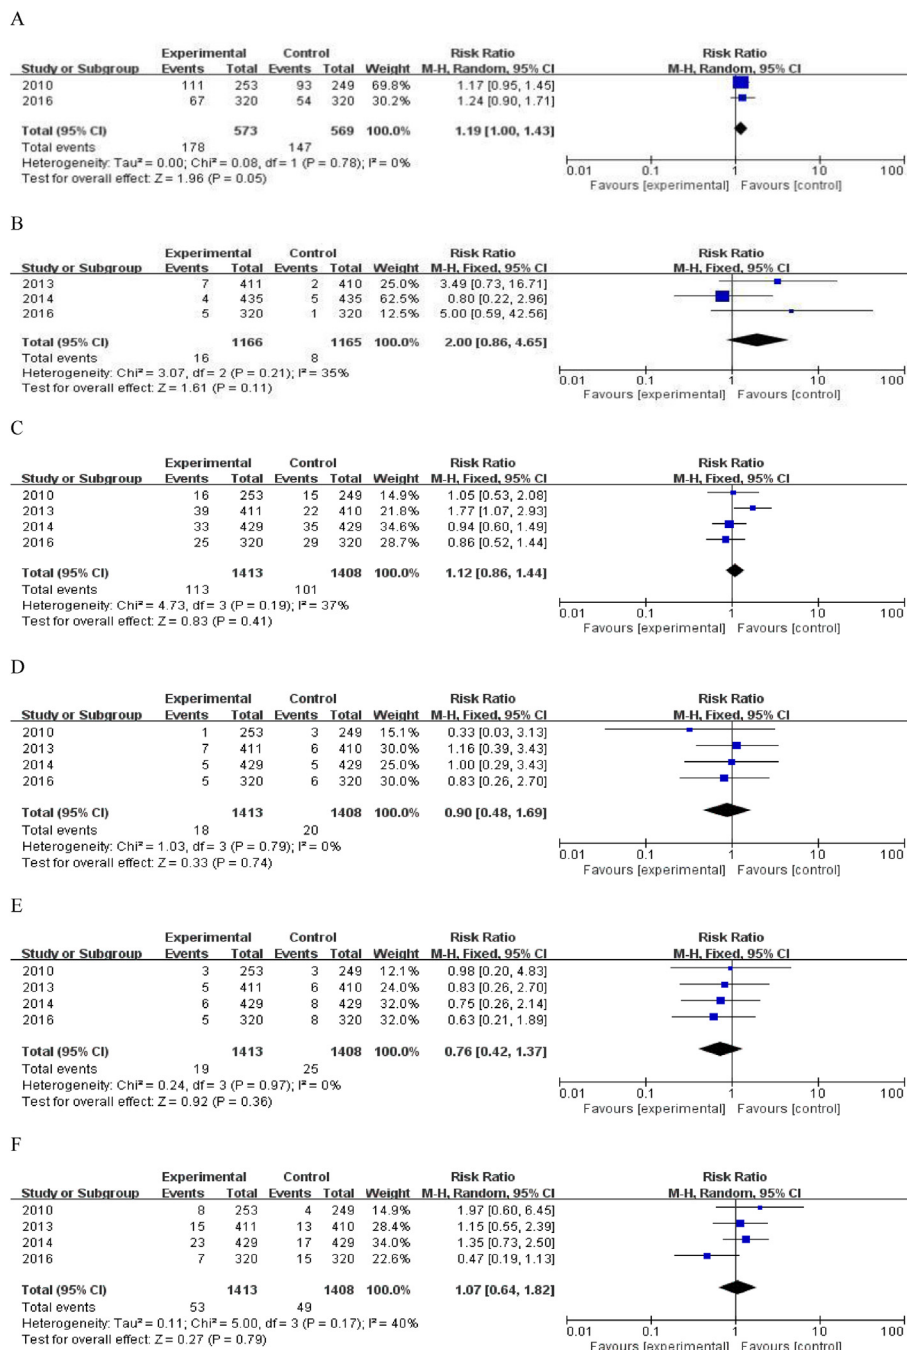 A
Experimental Control Risk Ratio Risk Ratio
Study or Subgroup Events Total Events Total Weight M-H, Random, 95% CI M-H, Random, 95% CI
2010 111 253 93 249 69.8% 1.17 [0.95, 1.45]
2016 67 320 54 320 30.2% 1.24 [0.90, 1.71]
Total (95% CI) 573 569 100.0% 1.19 [1.00, 1.43]
Total events 178 147
Heterogeneity: Tau² = 0.00; Chi² = 0.08, df = 1 (P = 0.78); I² = 0%
Test for overall effect: Z = 1.96 (P = 0.05)
0.01 0.1 1 10 100
Favours [experimental] Favours [control]
B
Experimental Control Risk Ratio Risk Ratio
Study or Subgroup Events Total Events Total Weight M-H, Fixed, 95% CI M-H, Fixed, 95% CI
2013 7 411 2 410 25.0% 3.49 [0.73, 16.71]
2014 4 435 5 435 62.5% 0.80 [0.22, 2.96]
2016 5 320 1 320 12.5% 5.00 [0.59, 42.56]
Total (95% CI) 1166 1165 100.0% 2.00 [0.86, 4.65]
Total events 16 8
Heterogeneity: Chi² = 3.07, df = 2 (P = 0.21); I² = 35%
Test for overall effect: Z = 1.61 (P = 0.11)
0.01 0.1 1 10 100
Favours [experimental] Favours [control]
C
Experimental Control Risk Ratio Risk Ratio
Study or Subgroup Events Total Events Total Weight M-H, Fixed, 95% CI M-H, Fixed, 95% CI
2010 16 253 15 249 14.9% 1.05 [0.53, 2.08]
2013 39 411 22 410 21.8% 1.77 [1.07, 2.93]
2014 33 429 35 429 34.6% 0.94 [0.60, 1.49]
2016 25 320 29 320 28.7% 0.86 [0.52, 1.44]
Total (95% CI) 1413 1408 100.0% 1.12 [0.86, 1.44]
Total events 113 101
Heterogeneity: Chi² = 4.73, df = 3 (P = 0.19); I² = 37%
Test for overall effect: Z = 0.83 (P = 0.41)
0.01 0.1 1 10 100
Favours [experimental] Favours [control]
D
Experimental Control Risk Ratio Risk Ratio
Study or Subgroup Events Total Events Total Weight M-H, Fixed, 95% CI M-H, Fixed, 95% CI
2010 1 253 3 249 15.1% 0.33 [0.03, 3.13]
2013 7 411 6 410 30.0% 1.16 [0.39, 3.43]
2014 5 429 5 429 25.0% 1.00 [0.29, 3.43]
2016 5 320 6 320 30.0% 0.83 [0.26, 2.70]
Total (95% CI) 1413 1408 100.0% 0.90 [0.48, 1.69]
Total events 18 20
Heterogeneity: Chi² = 1.03, df = 3 (P = 0.79); I² = 0%
Test for overall effect: Z = 0.33 (P = 0.74)
0.01 0.1 1 10 100
Favours [experimental] Favours [control]
E
Experimental Control Risk Ratio Risk Ratio
Study or Subgroup Events Total Events Total Weight M-H, Fixed, 95% CI M-H, Fixed, 95% CI
2010 3 253 3 249 12.1% 0.98 [0.20, 4.83]
2013 5 411 6 410 24.0% 0.83 [0.26, 2.70]
2014 6 429 8 429 32.0% 0.75 [0.26, 2.14]
2016 5 320 8 320 32.0% 0.63 [0.21, 1.89]
Total (95% CI) 1413 1408 100.0% 0.76 [0.42, 1.37]
Total events 19 25
Heterogeneity: Chi² = 0.24, df = 3 (P = 0.97); I² = 0%
Test for overall effect: Z = 0.92 (P = 0.36)
0.01 0.1 1 10 100
Favours [experimental] Favours [control]
F
Experimental Control Risk Ratio Risk Ratio
Study or Subgroup Events Total Events Total Weight M-H, Random, 95% CI M-H, Random, 95% CI
2010 8 253 4 249 14.9% 1.97 [0.60, 6.45]
2013 15 411 13 410 28.4% 1.15 [0.55, 2.39]
2014 23 429 17 429 34.0% 1.35 [0.73, 2.50]
2016 7 320 15 320 22.6% 0.47 [0.19, 1.13]
Total (95% CI) 1413 1408 100.0% 1.07 [0.64, 1.82]
Total events 53 49
Heterogeneity: Tau² = 0.11; Chi² = 5.00, df = 3 (P = 0.17); I² = 40%
Test for overall effect: Z = 0.27 (P = 0.79)
0.01 0.1 1 10 100
Favours [experimental] Favours [control]